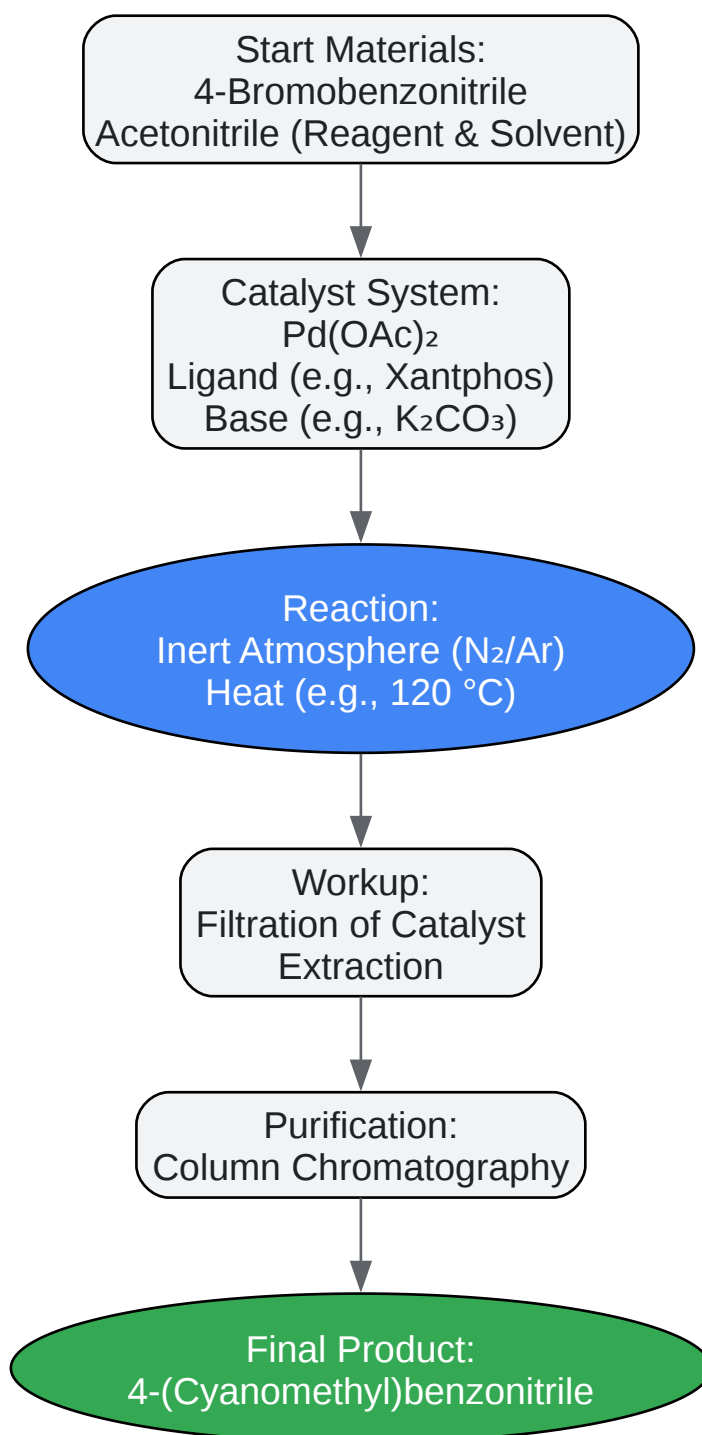 Start Materials:
4-Bromobenzonitrile
Acetonitrile (Reagent & Solvent)
Catalyst System:
Pd(OAc)₂
Ligand (e.g., Xantphos)
Base (e.g., K₂CO₃)
Reaction:
Inert Atmosphere (N₂/Ar)
Heat (e.g., 120 °C)
Workup:
Filtration of Catalyst
Extraction
Purification:
Column Chromatography
Final Product:
4-(Cyanomethyl)benzonitrile